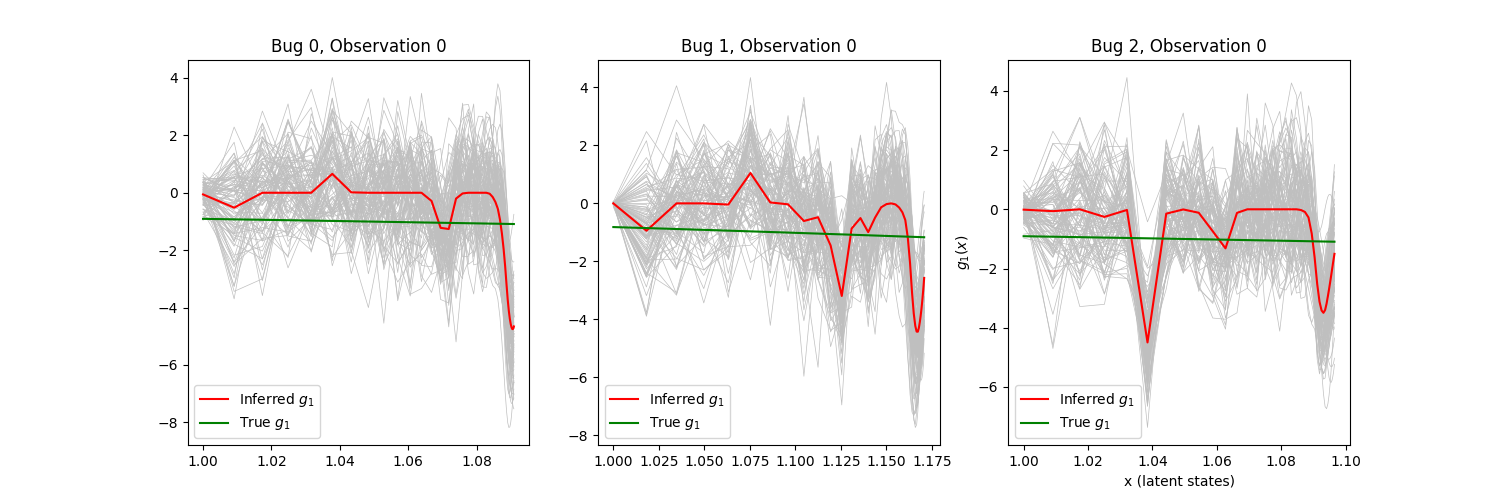 Bug 0, Observation 0
4
2
0
−2
−4
−6
−8
1.00 1.02 1.04 1.06 1.08
Inferred g₁
True g₁
Bug 1, Observation 0
4
2
0
−2
−4
−6
−8
1.000 1.025 1.050 1.075 1.100 1.125 1.150 1.175
Inferred g₁
True g₁
Bug 2, Observation 0
g₁(x)
4
2
0
−2
−4
−6
1.00 1.02 1.04 1.06 1.08 1.10
x (latent states)
Inferred g₁
True g₁